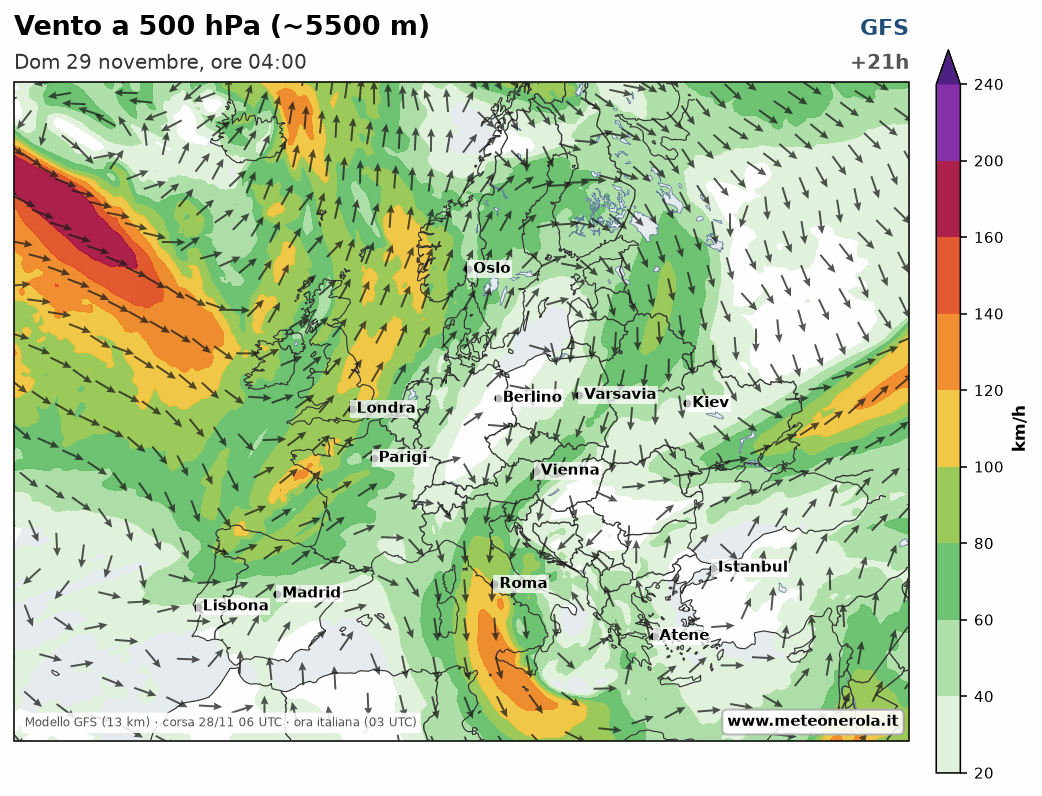 Vento a 500 hPa (~5500 m)
GFS
Dom 29 novembre, ore 04:00
+21h
240
200
160
140
120
100
80
60
40
20
km/h
Oslo
Berlino
Varsavia
Kiev
Londra
Parigi
Vienna
Istanbul
Roma
Madrid
Lisbona
Atene
Modello GFS (13 km) · corsa 28/11 06 UTC · ora italiana (03 UTC)
www.meteonerola.it